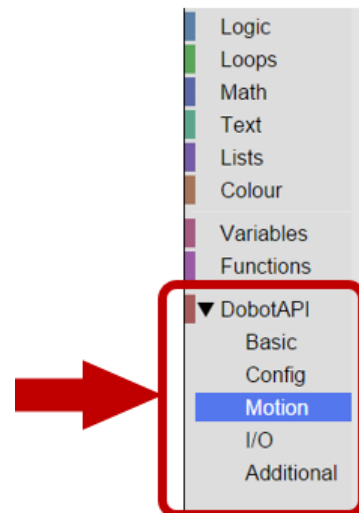 Logic
Loops
Math
Text
Lists
Colour
Variables
Functions
DobotAPI
Basic
Config
Motion
I/O
Additional